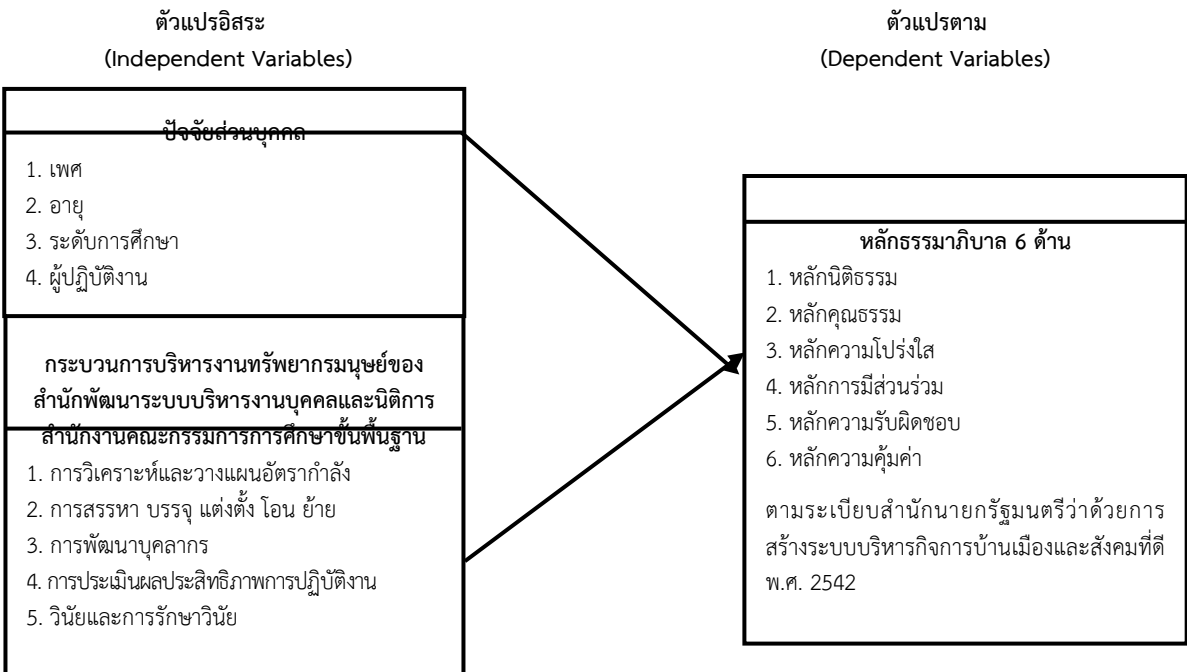 ตัวแปรอิสระ
(Independent Variables)
ปัจจัยส่วนบุคคล
1. เพศ
2. อายุ
3. ระดับการศึกษา
4. ผู้ปฏิบัติงาน
กระบวนการบริหารงานทรัพยากรมนุษย์ของ
สำนักพัฒนาระบบบริหารงานบุคคลและนิติการ
สำนักงานคณะกรรมการการศึกษาขั้นพื้นฐาน
1. การวิเคราะห์และวางแผนอัตรากำลัง
2. การสรรหา บรรจุ แต่งตั้ง โอน ย้าย
3. การพัฒนาบุคลากร
4. การประเมินผลประสิทธิภาพการปฏิบัติงาน
5. วินัยและการรักษาวินัย
ตัวแปรตาม
(Dependent Variables)
หลักธรรมาภิบาล 6 ด้าน
1. หลักนิติธรรม
2. หลักคุณธรรม
3. หลักความโปร่งใส
4. หลักการมีส่วนร่วม
5. หลักความรับผิดชอบ
6. หลักความคุ้มค่า
ตามระเบียบสำนักนายกรัฐมนตรีว่าด้วยการ
สร้างระบบบริหารกิจการบ้านเมืองและสังคมที่ดี
พ.ศ. 2542